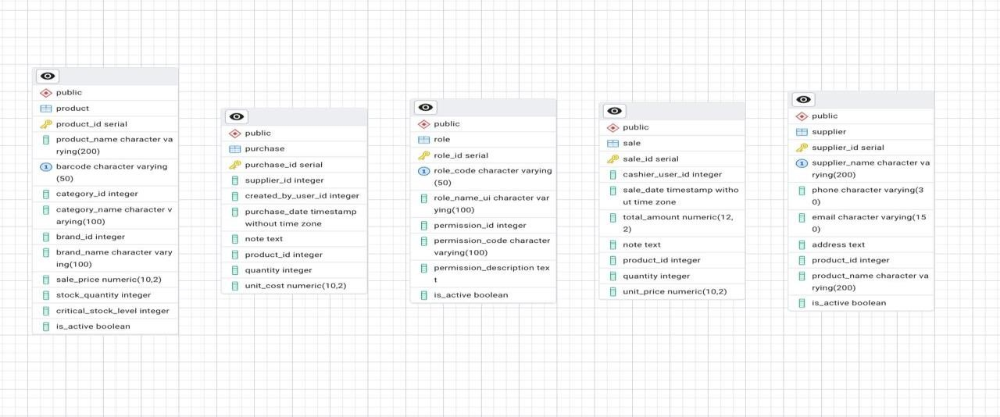 public
product
product_id serial
product_name character va
rying(200)
barcode character varying
(50)
category_id integer
category_name character v
arying(100)
brand_id integer
brand_name character vary
ing(100)
sale_price numeric(10,2)
stock_quantity integer
critical_stock_level integer
is_active boolean
public
purchase
purchase_id serial
supplier_id integer
created_by_user_id integer
purchase_date timestamp
without time zone
note text
product_id integer
quantity integer
unit_cost numeric(10,2)
public
role
role_id serial
role_code character varying
(50)
role_name_ui character var
ying(100)
permission_id integer
permission_code character
varying(100)
permission_description tex
t
is_active boolean
public
sale
sale_id serial
cashier_user_id integer
sale_date timestamp witho
ut time zone
total_amount numeric(12,
2)
note text
product_id integer
quantity integer
unit_price numeric(10,2)
public
supplier
supplier_id serial
supplier_name character va
rying(200)
phone character varying(3
0)
email character varying(15
0)
address text
product_id integer
product_name character va
rying(200)
is_active boolean